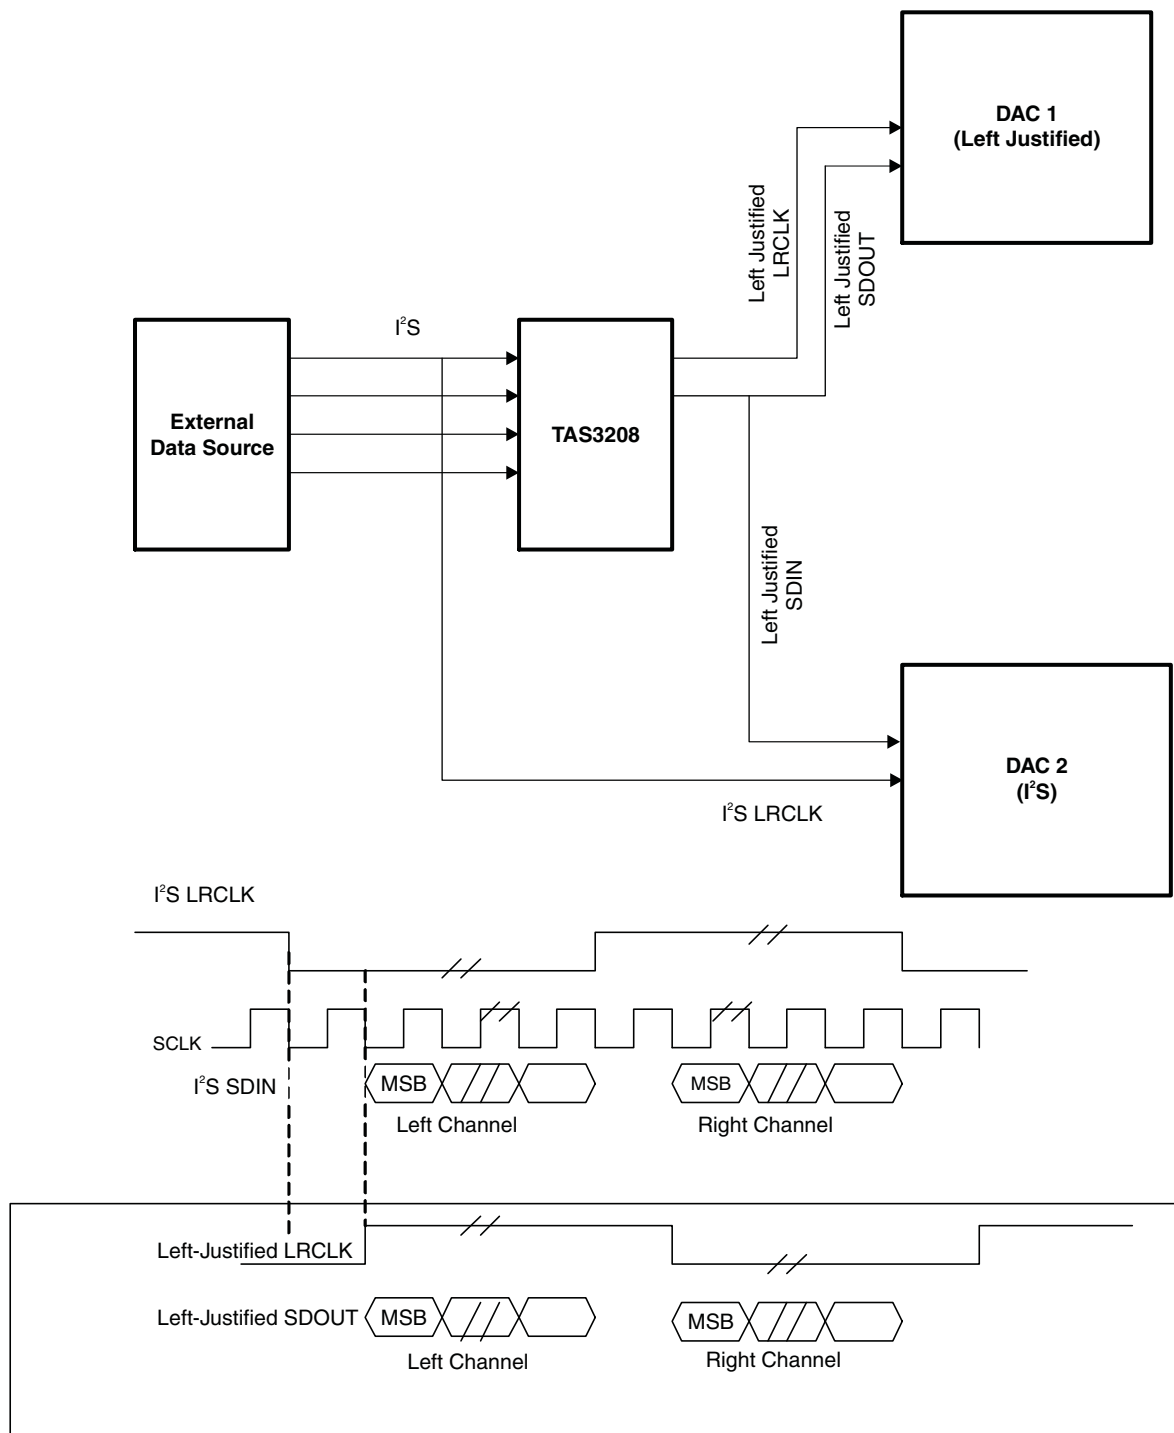 DAC 1
(Left Justified)
Left Justified
LRCLK
Left Justified
SDOUT
I²S
External
Data Source
TAS3208
Left Justified
SDIN
DAC 2
(I²S)
I²S LRCLK
I²S LRCLK
SCLK
I²S SDIN
MSB
MSB
Left Channel
Right Channel
Left-Justified LRCLK
Left-Justified SDOUT
MSB
MSB
Left Channel
Right Channel